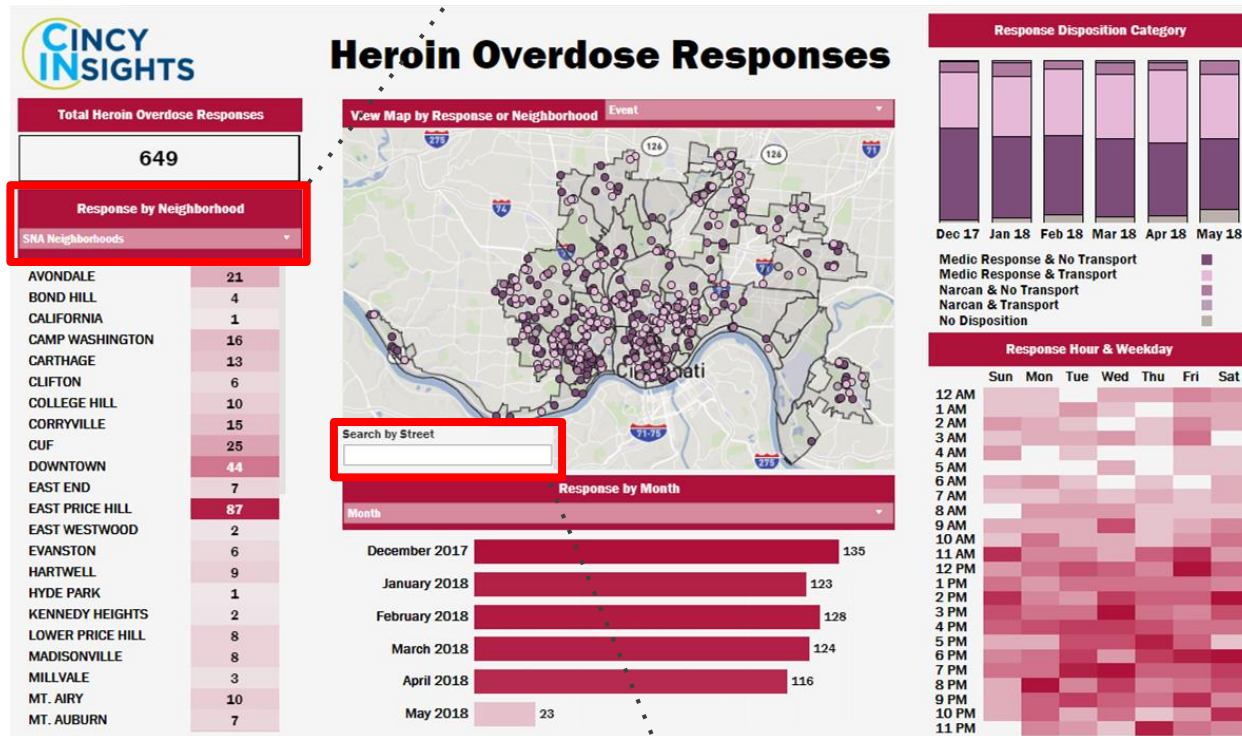 CINCY
INSIGHTS
Heroin Overdose Responses
Total Heroin Overdose Responses
649
Response by Neighborhood
SNA Neighborhoods
AVONDALE 21
BOND HILL 4
CALIFORNIA 1
CAMP WASHINGTON 16
CARTHAGE 13
CLIFTON 6
COLLEGE HILL 10
CORRYVILLE 15
CUF 25
DOWNTOWN 44
EAST END 7
EAST PRICE HILL 87
EAST WESTWOOD 2
EVANSTON 6
HARTWELL 9
HYDE PARK 1
KENNEDY HEIGHTS 2
LOWER PRICE HILL 8
MADISONVILLE 8
MILLVALE 3
MT. AIRY 10
MT. AUBURN 7
View Map by Response or Neighborhood Event
275
126
126
71
74
71
71-75
275
Search by Street
Response by Month
Month
December 2017 135
January 2018 123
February 2018 128
March 2018 124
April 2018 116
May 2018 23
Response Disposition Category
Dec 17 Jan 18 Feb 18 Mar 18 Apr 18 May 18
Medic Response & No Transport
Medic Response & Transport
Narcan & No Transport
Narcan & Transport
No Disposition
Response Hour & Weekday
Sun Mon Tue Wed Thu Fri Sat
12 AM
1 AM
2 AM
3 AM
4 AM
5 AM
6 AM
7 AM
8 AM
9 AM
10 AM
11 AM
12 PM
1 PM
2 PM
3 PM
4 PM
5 PM
6 PM
7 PM
8 PM
9 PM
10 PM
11 PM